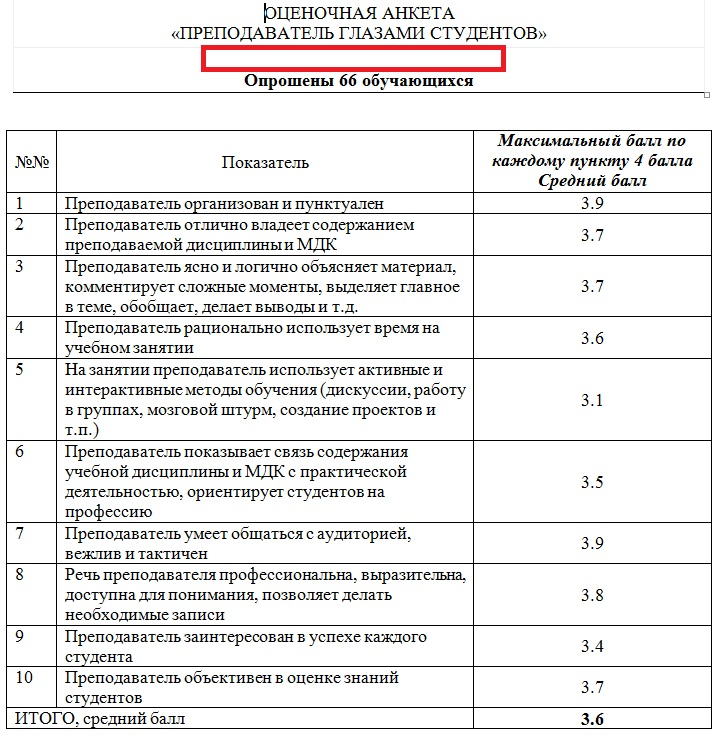 ОЦЕНОЧНАЯ АНКЕТА
«ПРЕПОДАВАТЕЛЬ ГЛАЗАМИ СТУДЕНТОВ»
Опрошены 66 обучающихся
№№
Показатель
Максимальный балл по
каждому пункту 4 балла
Средний балл
1
Преподаватель организован и пунктуален
3.9
2
Преподаватель отлично владеет содержанием
преподаваемой дисциплины и МДК
3.7
3
Преподаватель ясно и логично объясняет материал,
комментирует сложные моменты, выделяет главное
в теме, обобщает, делает выводы и т.д.
3.7
4
Преподаватель рационально использует время на
учебном занятии
3.6
5
На занятии преподаватель использует активные и
интерактивные методы обучения (дискуссии, работу
в группах, мозговой штурм, создание проектов и
т.п.)
3.1
6
Преподаватель показывает связь содержания
учебной дисциплины и МДК с практической
деятельностью, ориентирует студентов на
профессию
3.5
7
Преподаватель умеет общаться с аудиторией,
вежлив и тактичен
3.9
8
Речь преподавателя профессиональна, выразительна,
доступна для понимания, позволяет делать
необходимые записи
3.8
9
Преподаватель заинтересован в успехе каждого
студента
3.4
10
Преподаватель объективен в оценке знаний
студентов
3.7
ИТОГО, средний балл
3.6